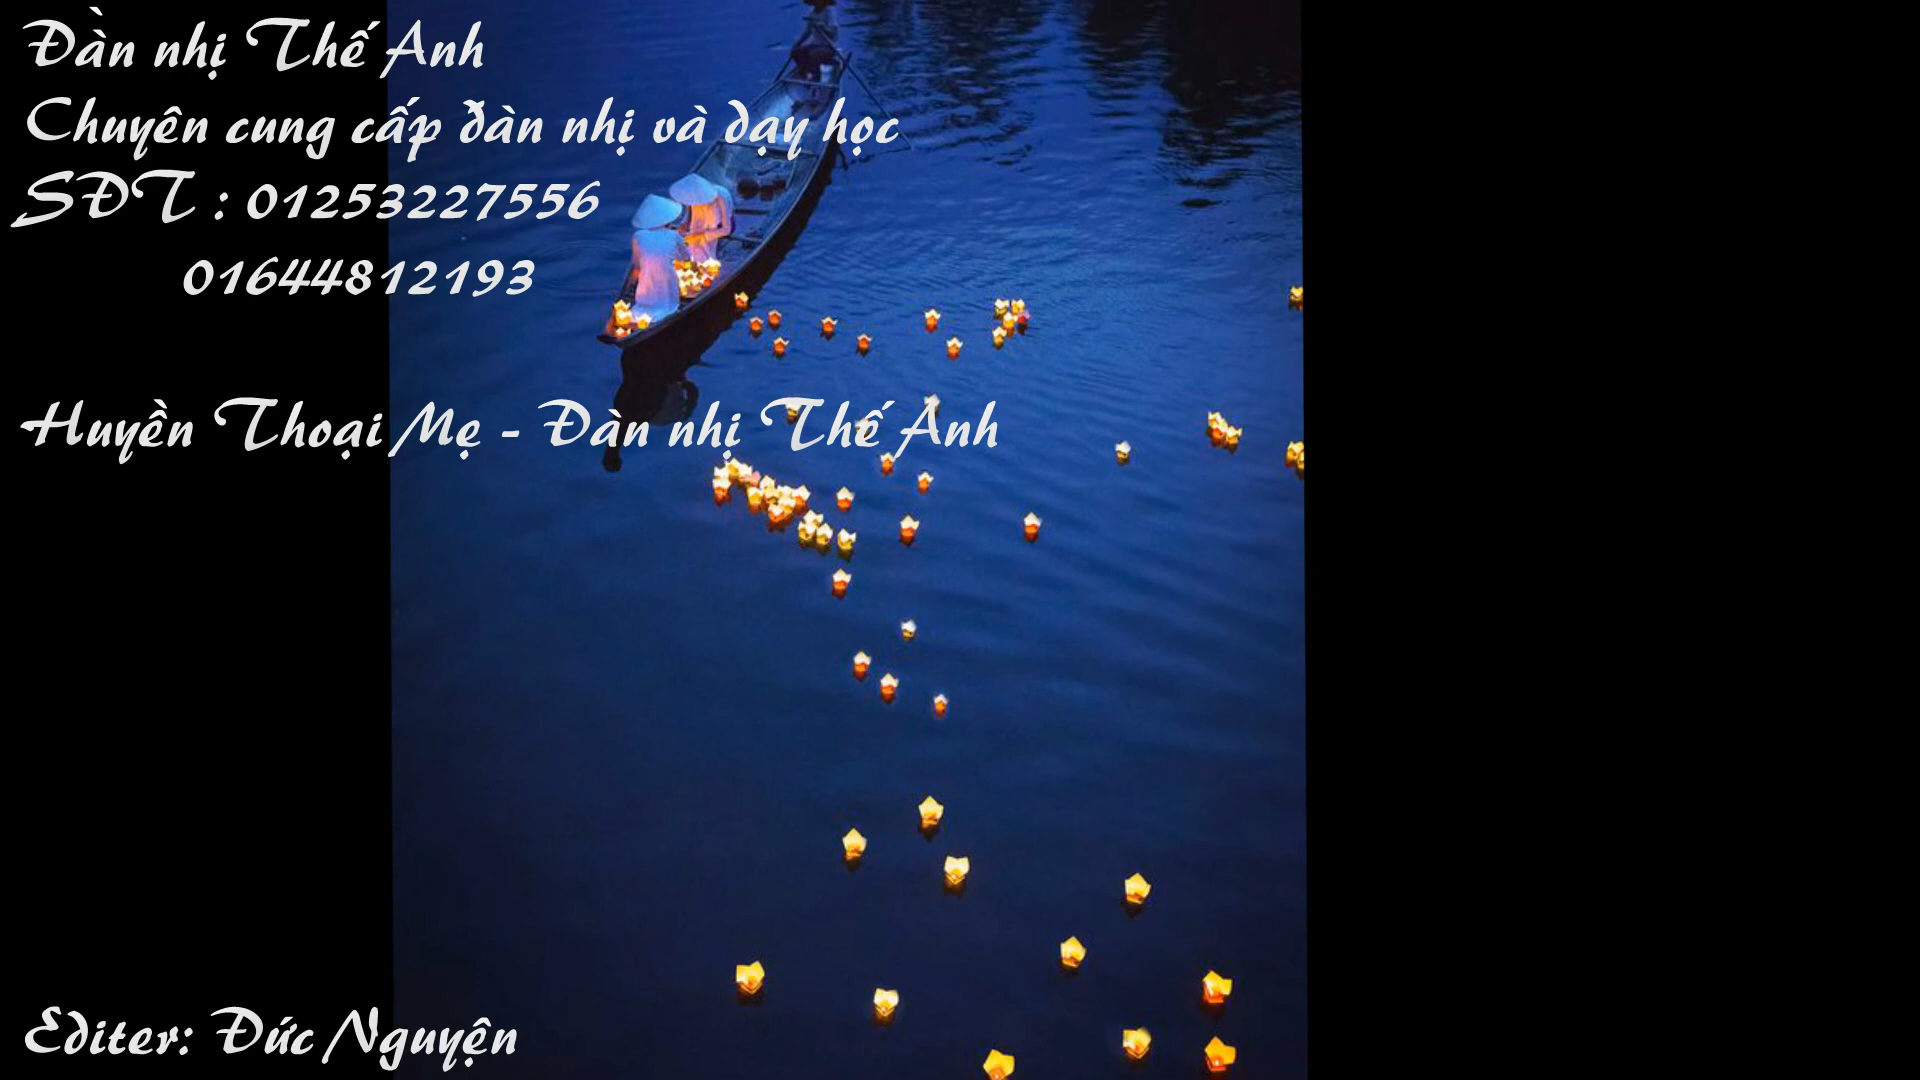 Đàn nhị Thế Anh
Chuyên cung cấp đàn nhị và dạy học
SĐT : 01253227556
01644812193
Huyền Thoại Mẹ - Đàn nhị Thế Anh
Editer: Đức Nguyện